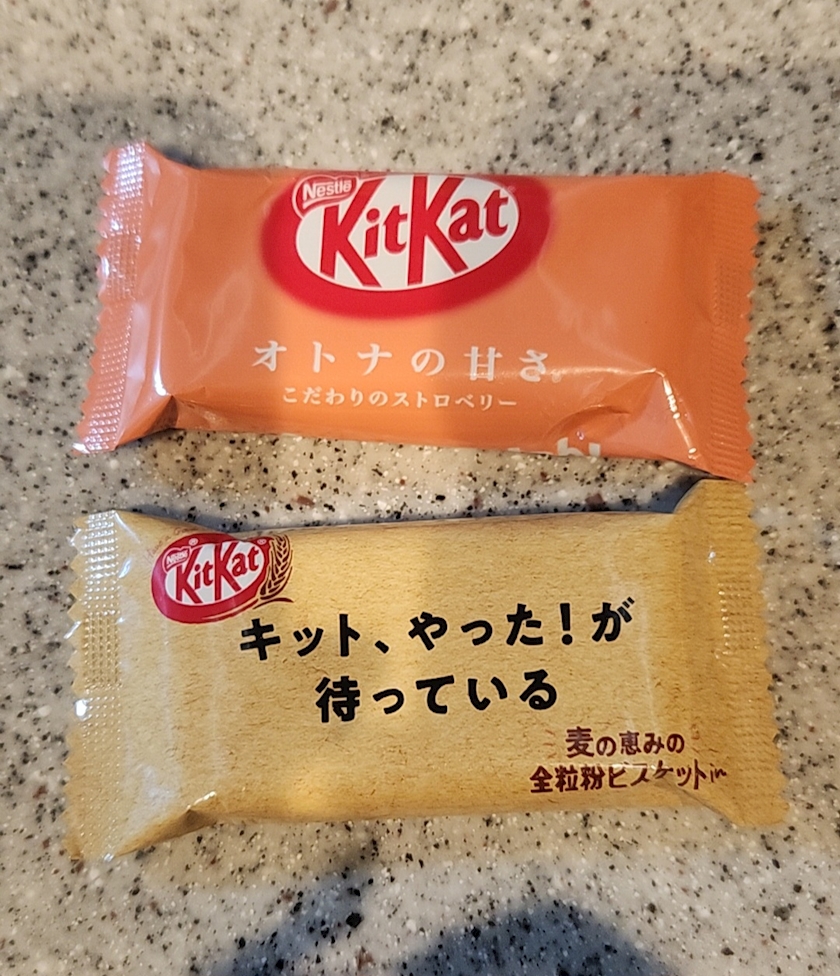 Nestlé
KitKat
オトナの甘さ。
こだわりのストロベリー
Nestlé
KitKat
キット、やった!が
待っている
麦の恵みの
全粒粉ビスケットin